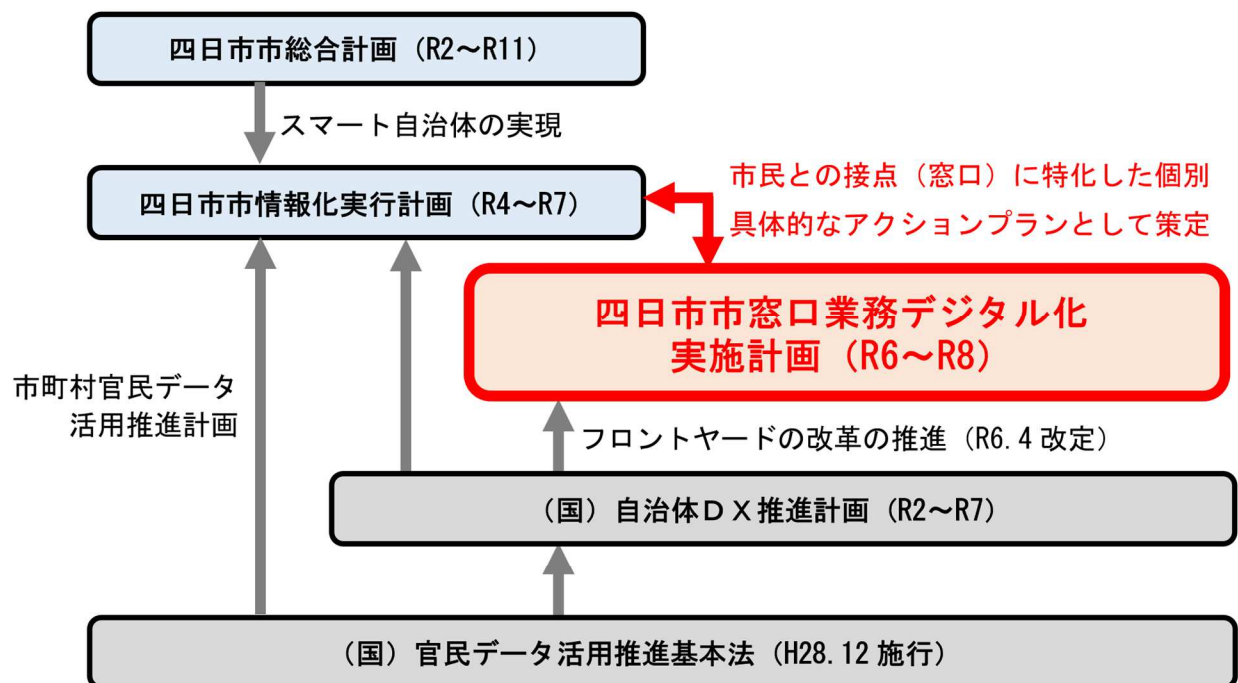 四日市市総合計画（R2～R11）
スマート自治体の実現
四日市市情報化実行計画（R4～R7）
市民との接点（窓口）に特化した個別
具体的なアクションプランとして策定
四日市市窓口業務デジタル化
実施計画（R6～R8）
市町村官民データ
活用推進計画
フロントヤードの改革の推進（R6.4 改定）
（国）自治体ＤＸ推進計画（R2～R7）
（国）官民データ活用推進基本法（H28.12 施行）